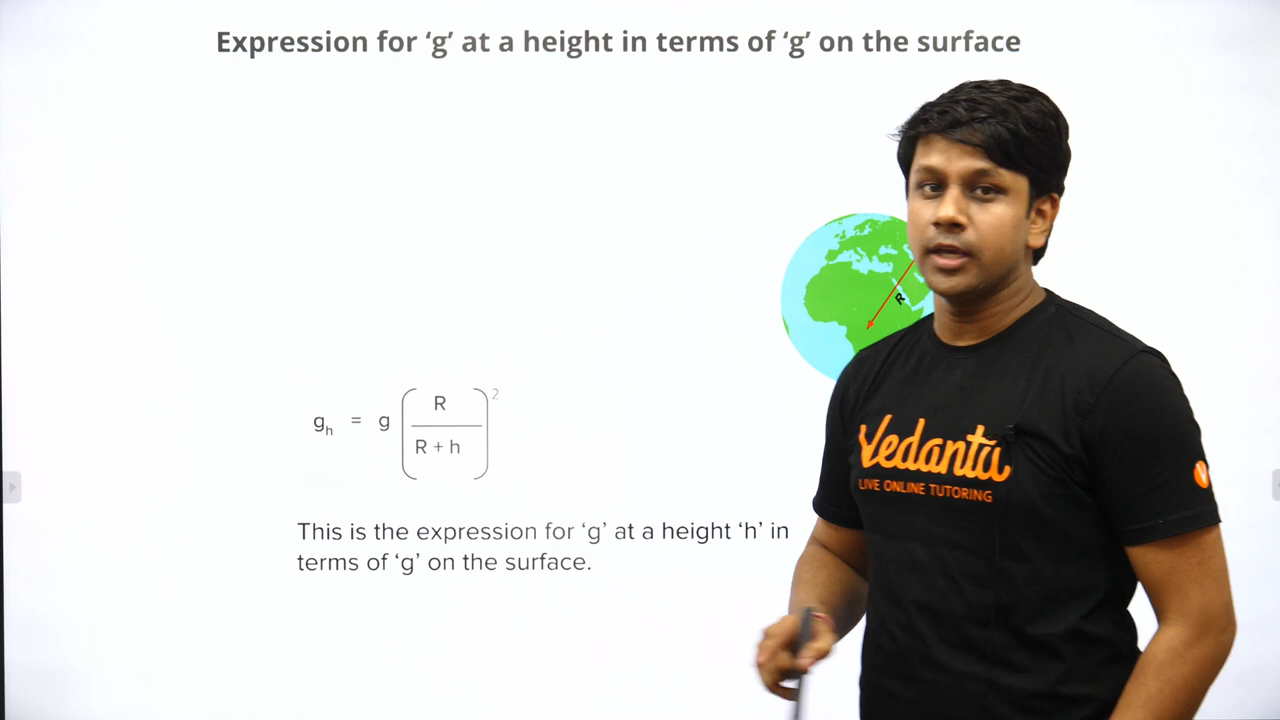 Expression for ‘g’ at a height in terms of ‘g’ on the surface
R
gₕ = g ( R / R + h )²
This is the expression for ‘g’ at a height ‘h’ in
terms of ‘g’ on the surface.
Vedantu
LIVE ONLINE TUTORING
V